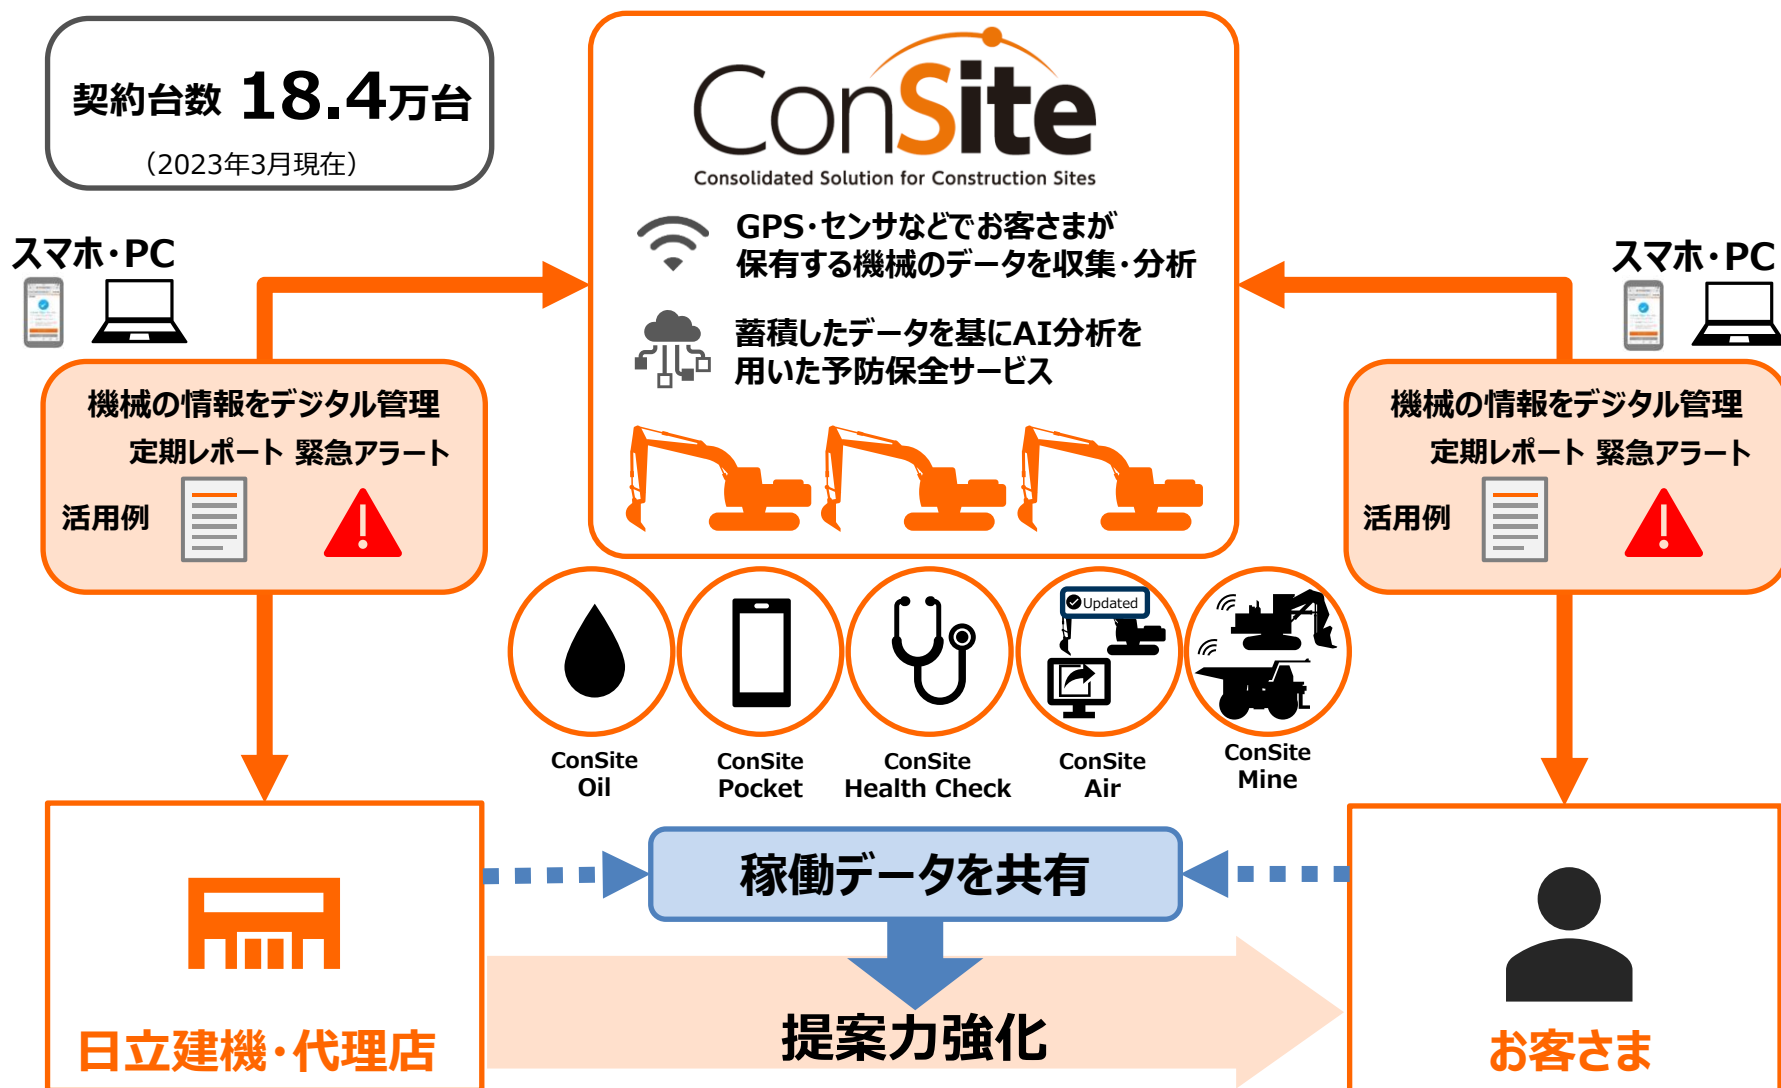 契約台数 18.4万台
（2023年3月現在）
ConSite
Consolidated Solution for Construction Sites
GPS・センサなどでお客さまが
保有する機械のデータを収集・分析
蓄積したデータを基にAI分析を
用いた予防保全サービス
スマホ・PC
機械の情報をデジタル管理
定期レポート 緊急アラート
活用例
スマホ・PC
機械の情報をデジタル管理
定期レポート 緊急アラート
活用例
Updated
ConSite
Oil
ConSite
Pocket
ConSite
Health Check
ConSite
Air
ConSite
Mine
稼働データを共有
提案力強化
日立建機・代理店
お客さま